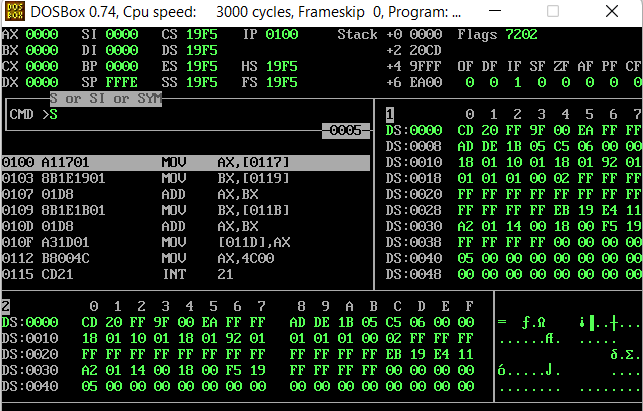 DOSBox 0.74, Cpu speed:    3000 cycles, Frameskip  0, Program: ...
AX 0000  SI 0000  CS 19F5  IP 0100  Stack +0 0000  Flags 7202
BX 0000  DI 0000  DS 19F5  +2 20CD
CX 0000  BP 0000  ES 19F5  HS 19F5  +4 9FFF  OF DF IF SF ZF AF PF CF
DX 0000  SP FFFE  SS 19F5  FS 19F5  +6 EA00  0 0 1 0 0 0 0 0
S or SI or SYM
CMD >S
0005
0100 A11701 MOV AX,[0117]
0103 8B1E1901 MOV BX,[0119]
0107 01D8 ADD AX,BX
0109 8B1E1B01 MOV BX,[011B]
010D 01D8 ADD AX,BX
010F A31D01 MOV [011D],AX
0112 B8004C MOV AX,4C00
0115 CD21 INT 21
1 0 1 2 3 4 5 6 7
DS:0000 CD 20 FF 9F 00 EA FF FF
DS:0008 AD DE 1B 05 C5 06 00 00
DS:0010 18 01 10 01 18 01 92 01
DS:0018 01 01 01 00 02 FF FF FF
DS:0020 FF FF FF FF FF FF FF FF
DS:0028 FF FF FF FF EB 19 E4 11
DS:0030 A2 01 14 00 18 00 F5 19
DS:0038 FF FF FF FF 00 00 00 00
DS:0040 05 00 00 00 00 00 00 00
DS:0048 00 00 00 00 00 00 00 00
2 0 1 2 3 4 5 6 7 8 9 A B C D E F
DS:0000 CD 20 FF 9F 00 EA FF FF AD DE 1B 05 C5 06 00 00 = ƒ.Ω ¡▐..┼.
DS:0010 18 01 10 01 18 01 92 01 01 01 01 00 02 FF FF FF ......Æ. .....
DS:0020 FF FF FF FF FF FF FF FF FF FF FF FF EB 19 E4 11 δ.Σ.
DS:0030 A2 01 14 00 18 00 F5 19 FF FF FF FF 00 00 00 00 ó.....⌡. ....
DS:0040 05 00 00 00 00 00 00 00 00 00 00 00 00 00 00 00 ........ ........